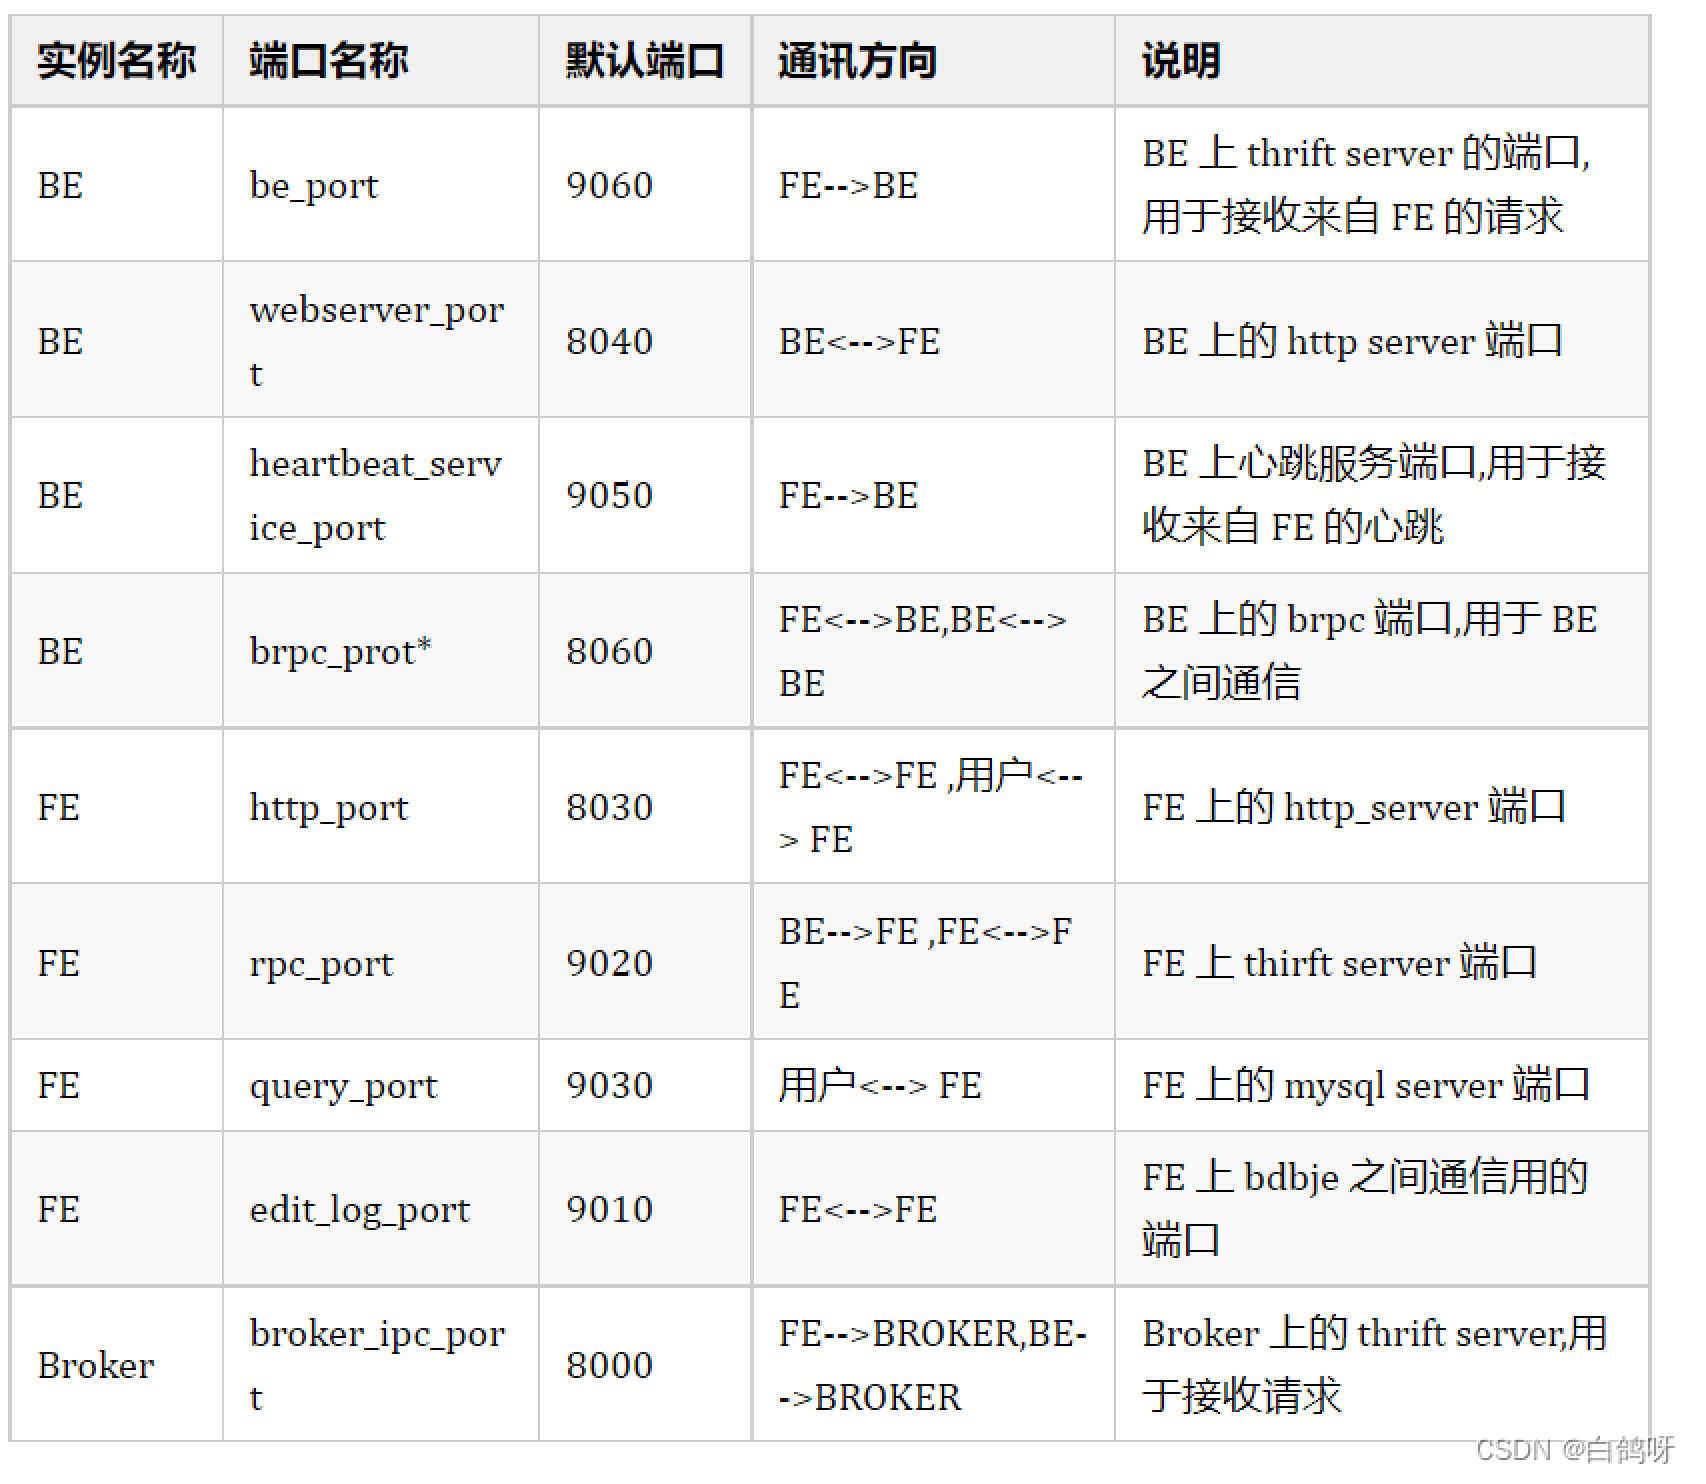 实例名称 端口名称 默认端口 通讯方向 说明
BE be_port 9060 FE-->BE BE 上 thrift server 的端口,
用于接收来自 FE 的请求
BE webserver_por
t 8040 BE<-->FE BE 上的 http server 端口
BE heartbeat_serv
ice_port 9050 FE-->BE BE 上心跳服务端口,用于接
收来自 FE 的心跳
BE brpc_prot* 8060 FE<-->BE,BE<-->
BE BE 上的 brpc 端口,用于 BE
之间通信
FE http_port 8030 FE<-->FE ,用户<--
> FE FE 上的 http_server 端口
FE rpc_port 9020 BE-->FE ,FE<-->F
E FE 上 thirft server 端口
FE query_port 9030 用户<--> FE FE 上的 mysql server 端口
FE edit_log_port 9010 FE<-->FE FE 上 bdbje 之间通信用的
端口
Broker broker_ipc_por
t 8000 FE-->BROKER,BE-
->BROKER Broker 上的 thrift server,用
于接收请求
CSDN @白鸽呀